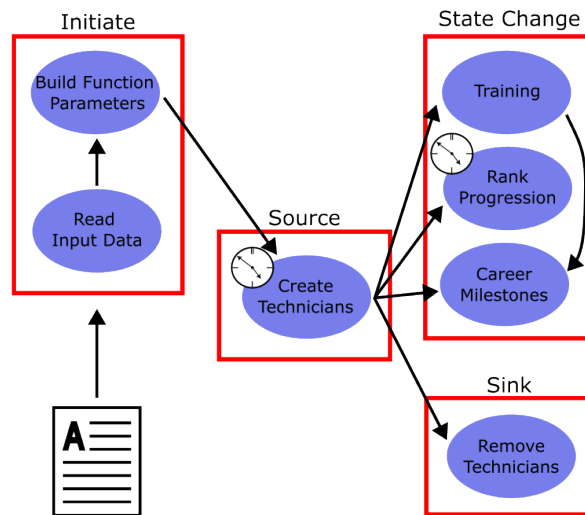 Initiate
Build Function
Parameters
Read
Input Data
A
Source
Create
Technicians
State Change
Training
Rank
Progression
Career
Milestones
Sink
Remove
Technicians